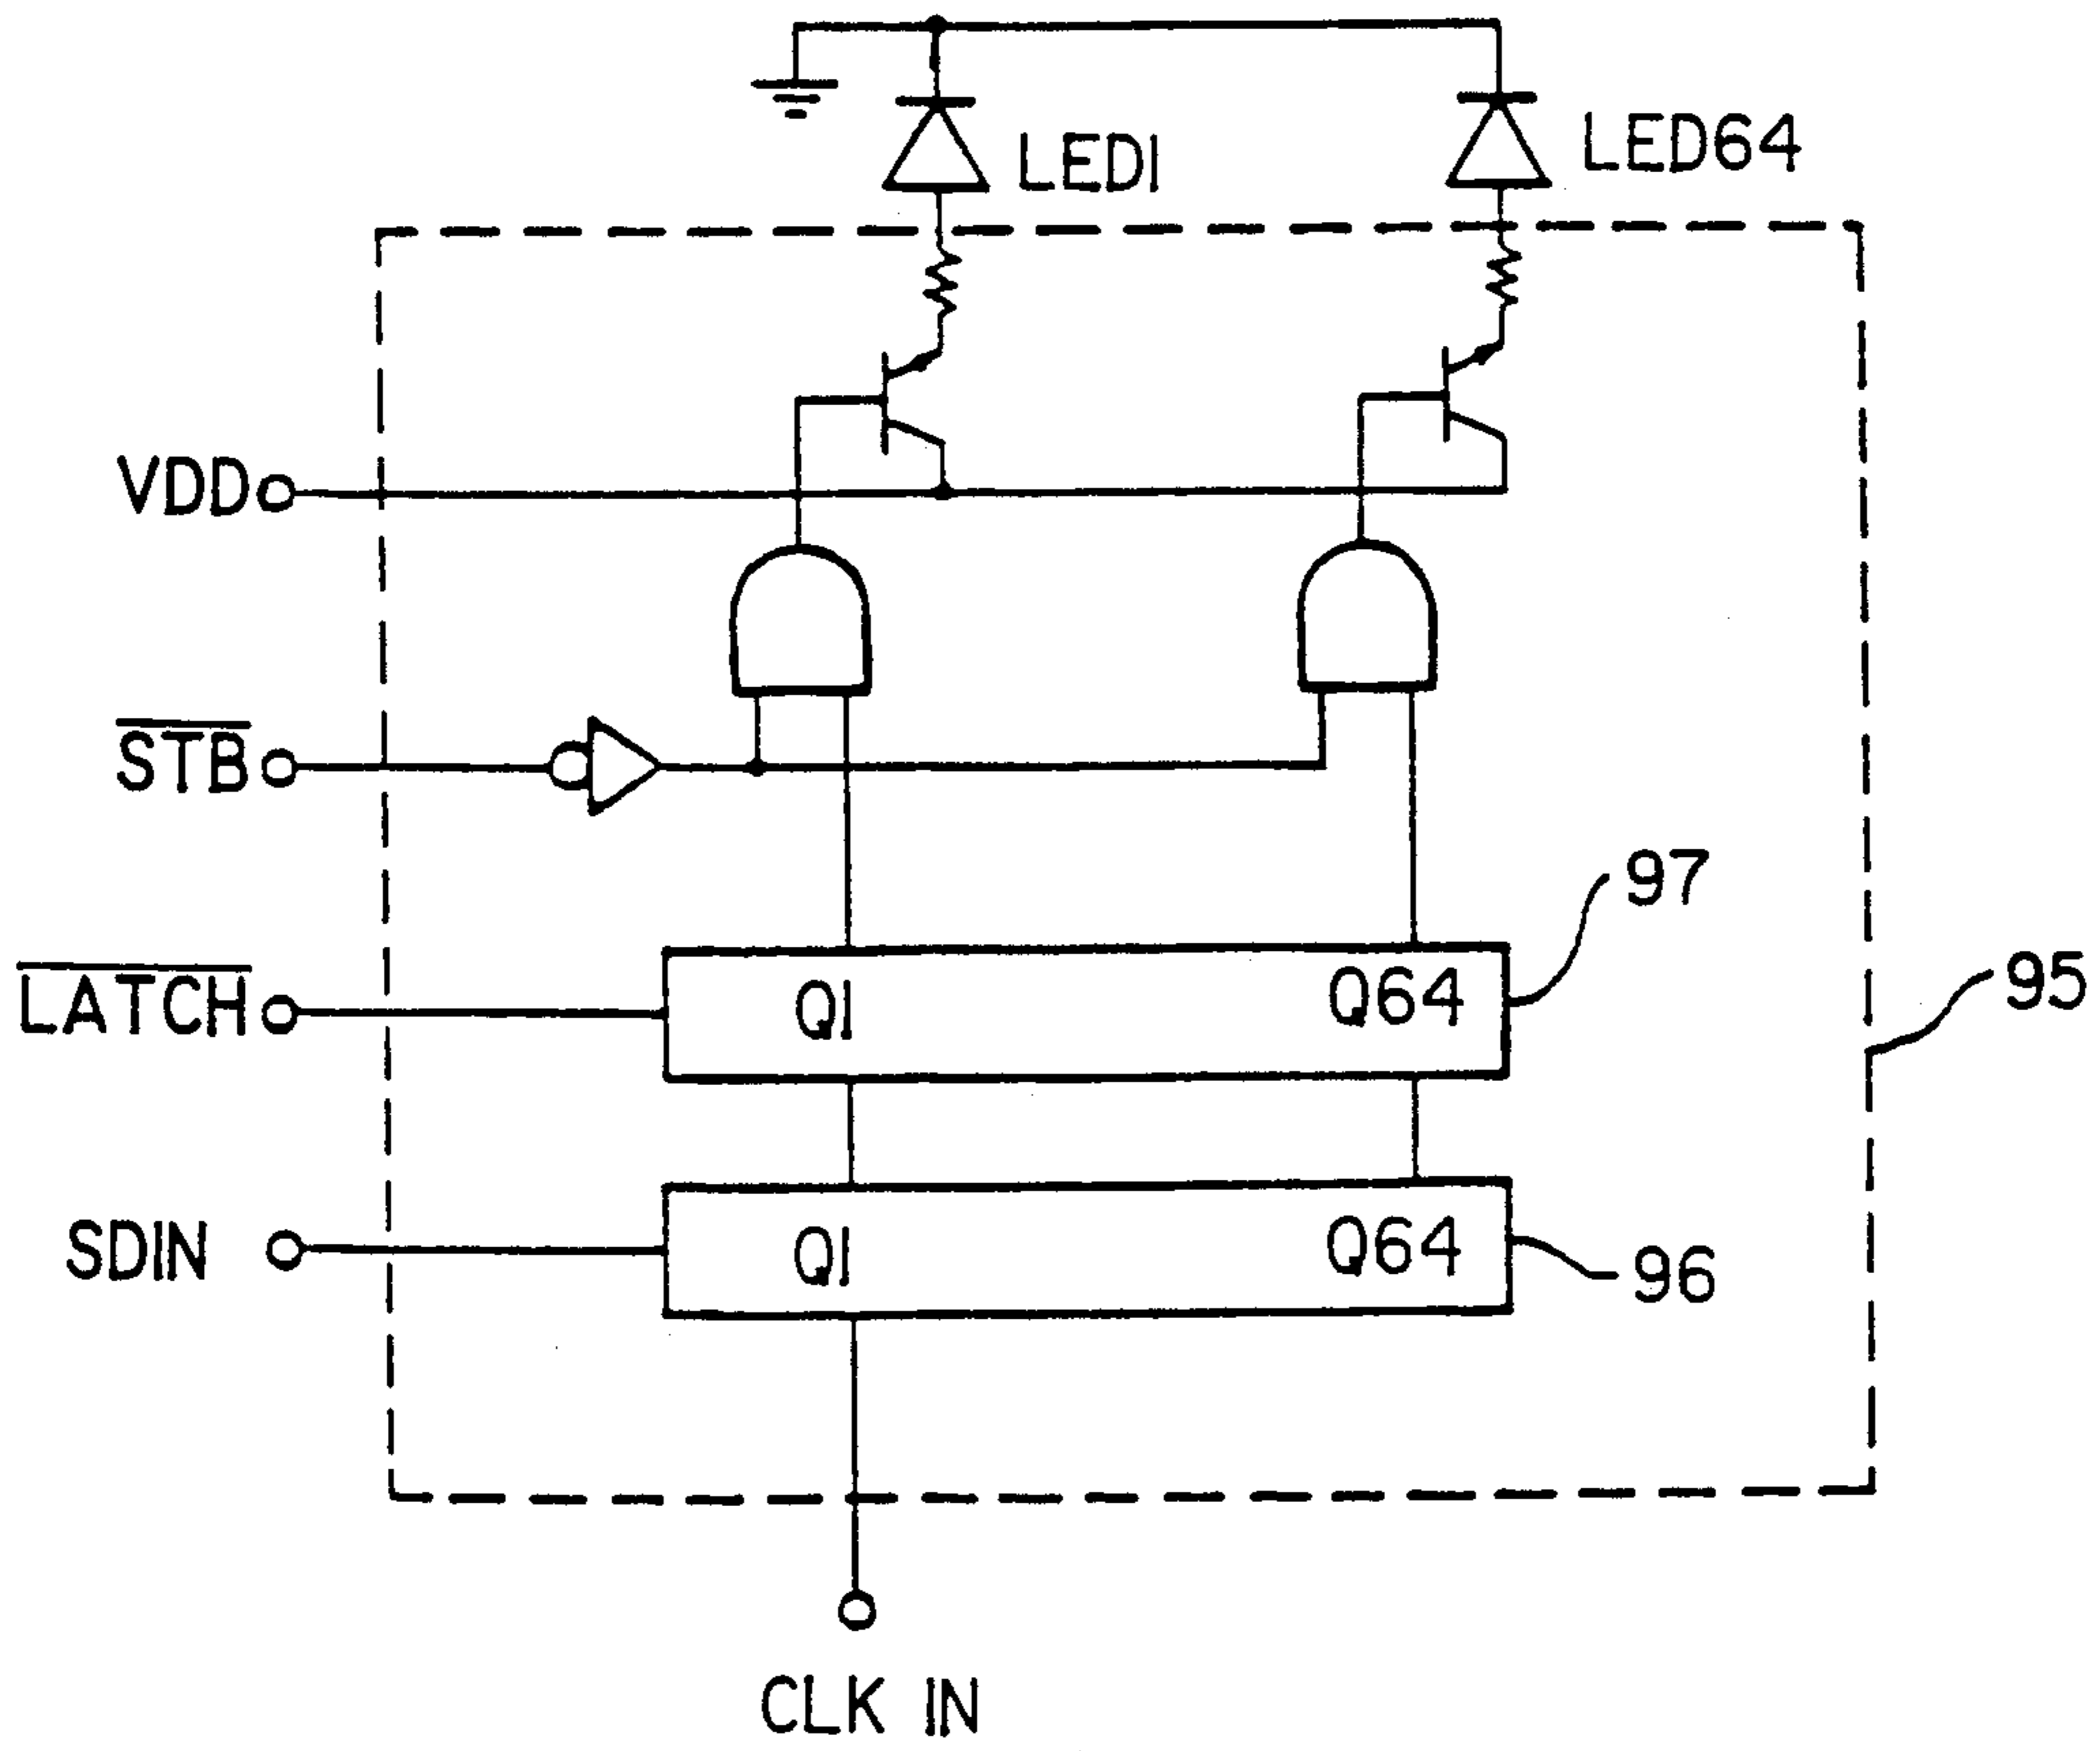 LED1
LED64
VDD
STB
97
LATCH
Q1
Q64
95
SDIN
Q1
Q64
96
CLK IN